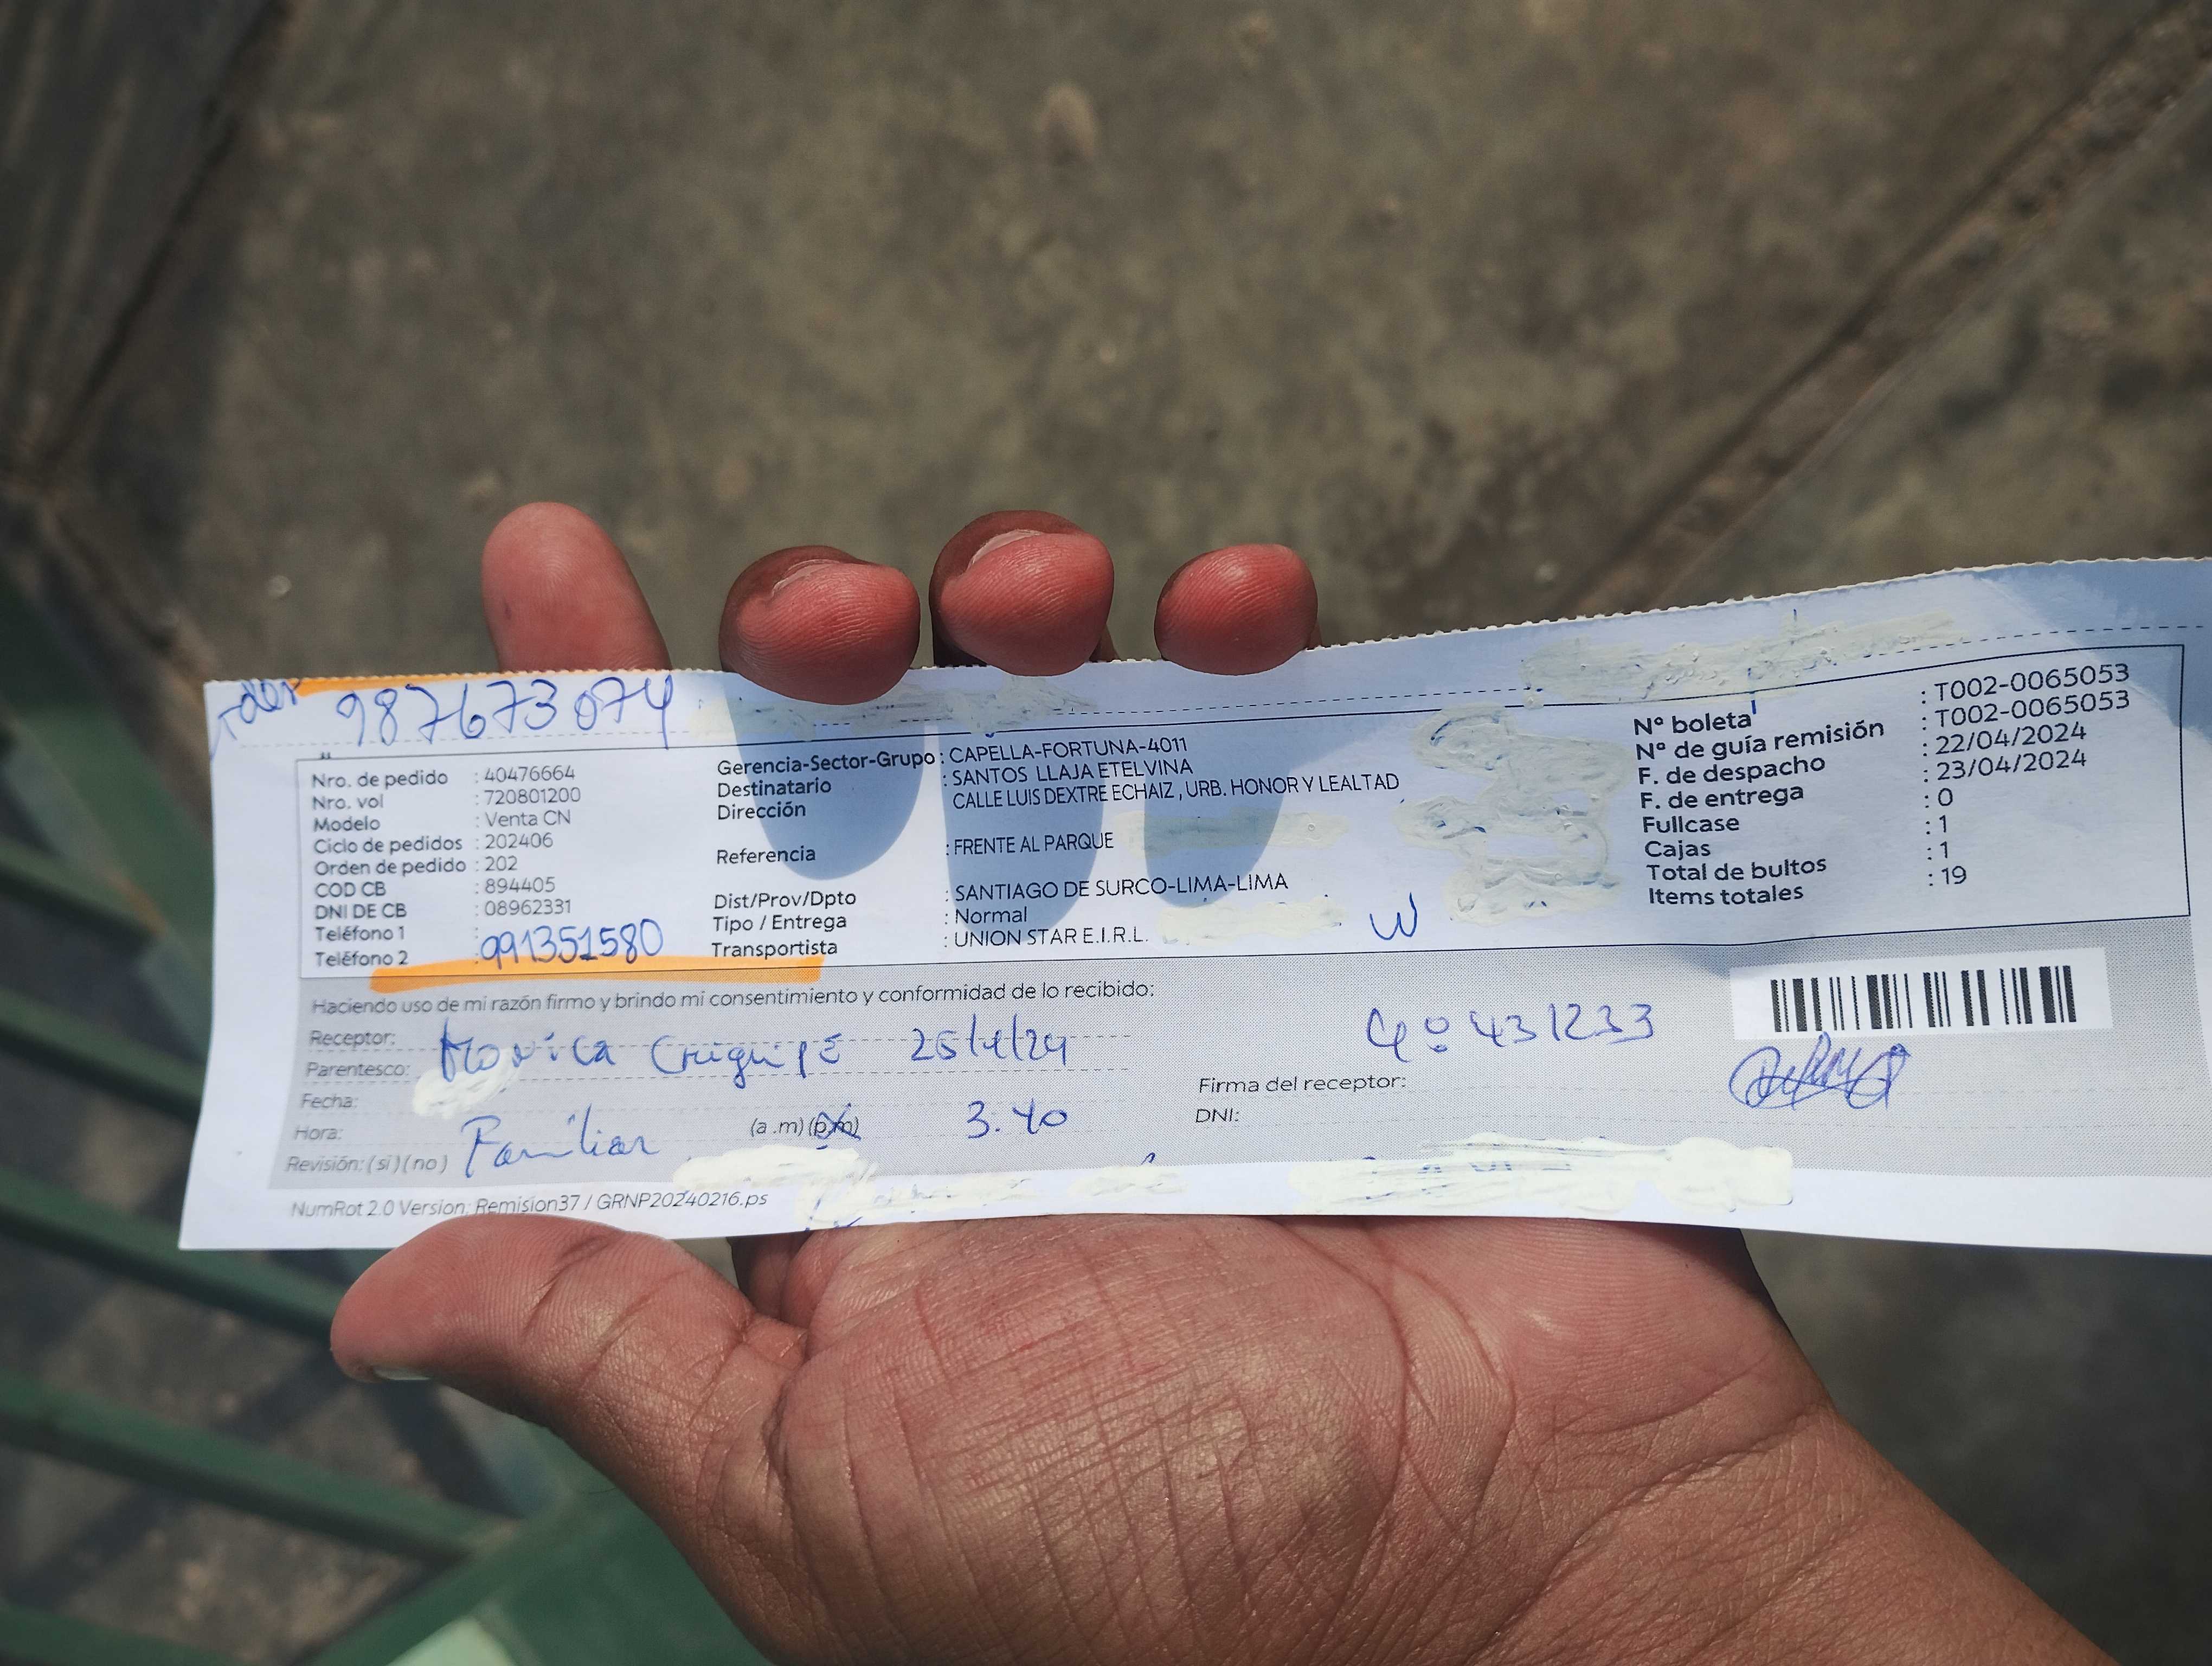 987673074
Nro. de pedido : 40476664
Nro. vol : 720801200
Modelo : Venta CN
Ciclo de pedidos : 202406
Orden de pedido : 202
COD CB : 894405
DNI DE CB : 08962331
Teléfono 1
Teléfono 2 : 991351580
Gerencia-Sector-Grupo : CAPELLA-FORTUNA-4011
Destinatario : SANTOS LLAJA ETELVINA
Dirección CALLE LUIS DEXTRE ECHAIZ , URB. HONOR Y LEALTAD
Referencia : FRENTE AL PARQUE
Dist/Prov/Dpto : SANTIAGO DE SURCO-LIMA-LIMA
Tipo / Entrega : Normal
Transportista : UNION STAR E.I.R.L.
W
Nº boleta : T002-0065053
Nº de guía remisión : T002-0065053
F. de despacho : 22/04/2024
F. de entrega : 23/04/2024
Fullcase : 0
Cajas : 1
Total de bultos : 1
Items totales : 19
Haciendo uso de mi razón firmo y brindo mi consentimiento y conformidad de lo recibido:
Receptor: Monica
Parentesco:
Fecha:
Hora: (a .m) (p.m) 3.40
Revisión: (si) (no) Familiar
Firma del receptor:
DNI:
NumRot 2.0 Version: Remision37 / GRNP20240216.ps